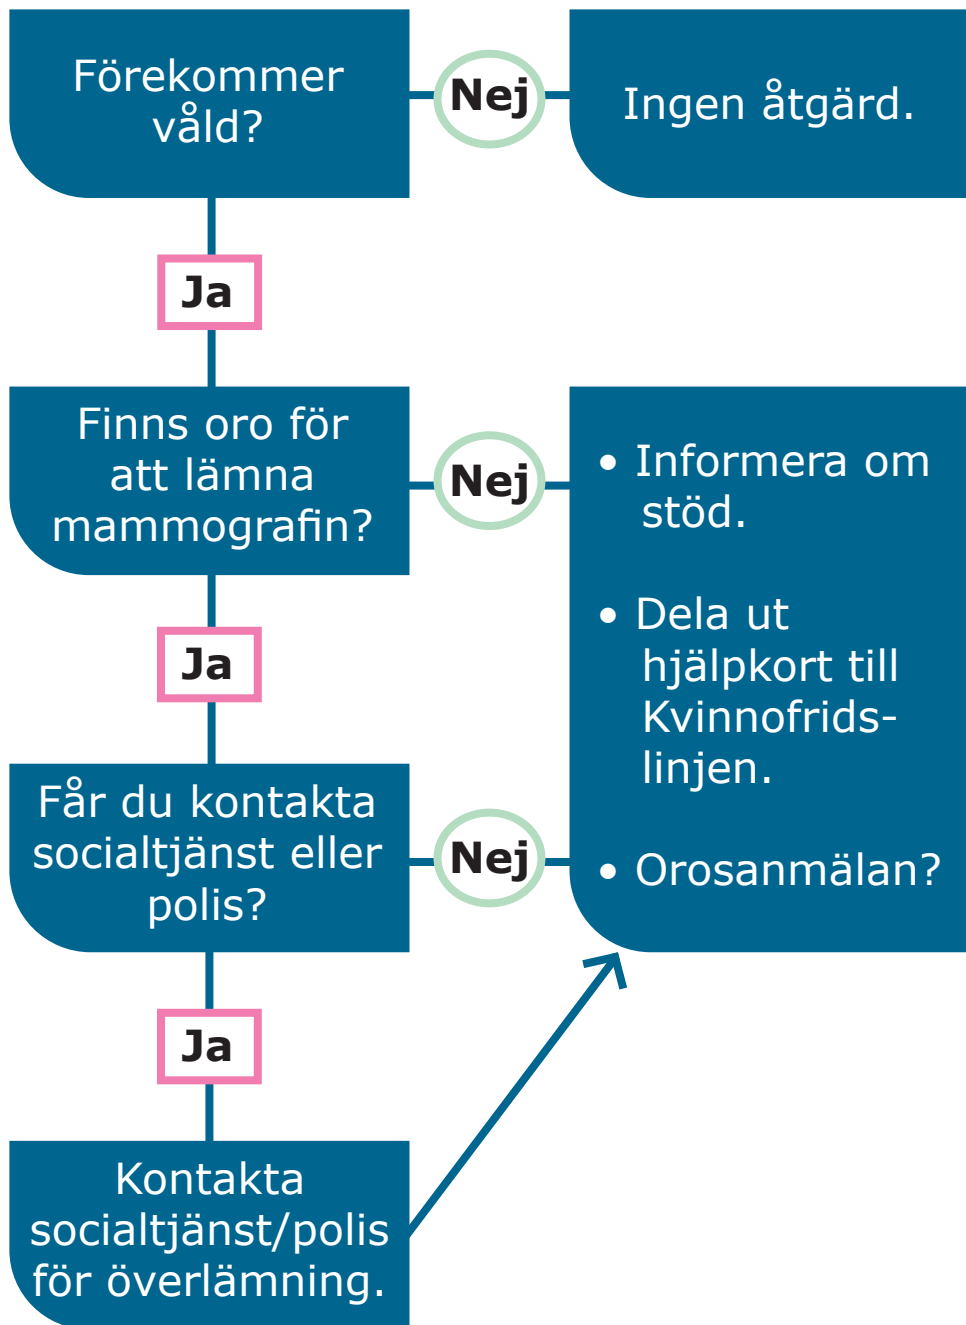 Förekommer
våld?
Nej
Ingen åtgärd.
Ja
Finns oro för
att lämna
mammografin?
Nej
• Informera om
stöd.
• Dela ut
hjälpkort till
Kvinnofrids-
linjen.
• Orosanmälan?
Ja
Får du kontakta
socialtjänst eller
polis?
Nej
Ja
Kontakta
socialtjänst/polis
för överlämning.